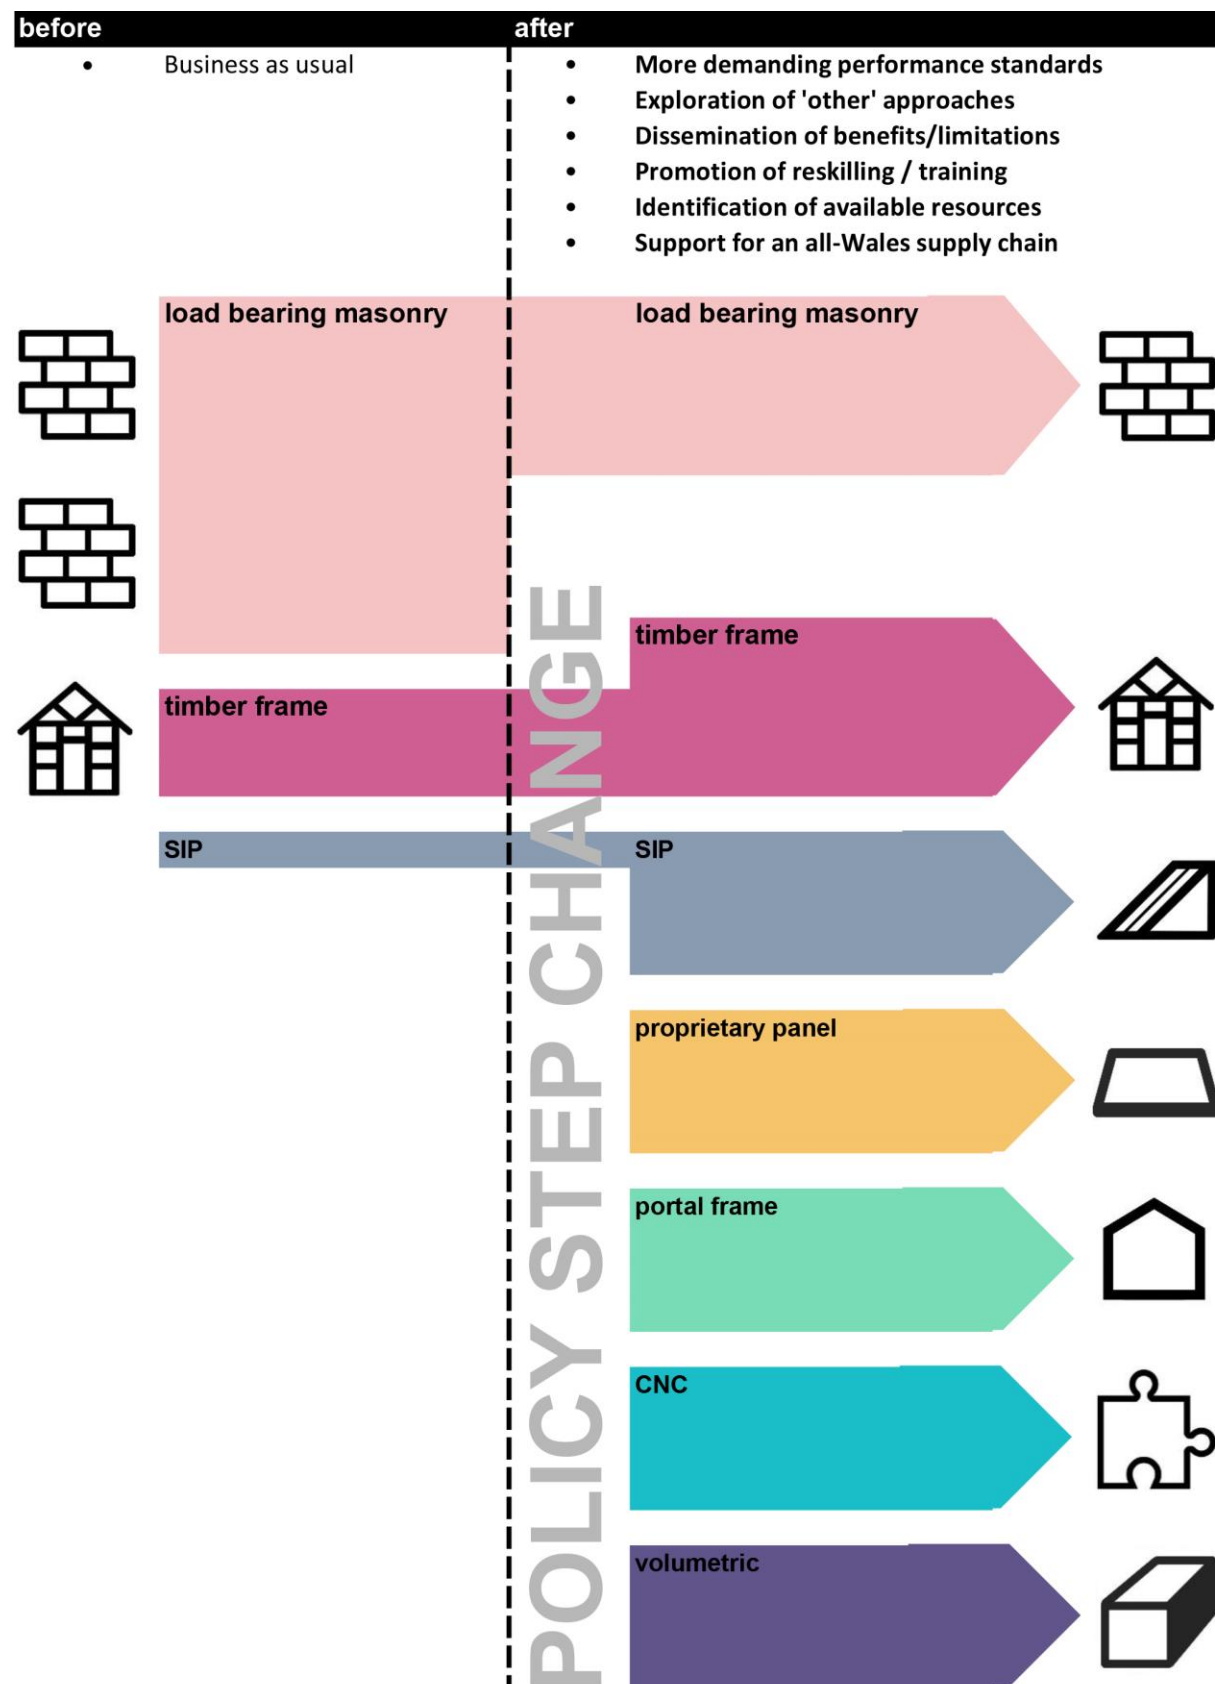 before
after
• Business as usual
• More demanding performance standards
• Exploration of 'other' approaches
• Dissemination of benefits/limitations
• Promotion of reskilling / training
• Identification of available resources
• Support for an all-Wales supply chain
load bearing masonry
load bearing masonry
timber frame
timber frame
SIP
SIP
proprietary panel
portal frame
CNC
volumetric
POLICY STEP CHANGE